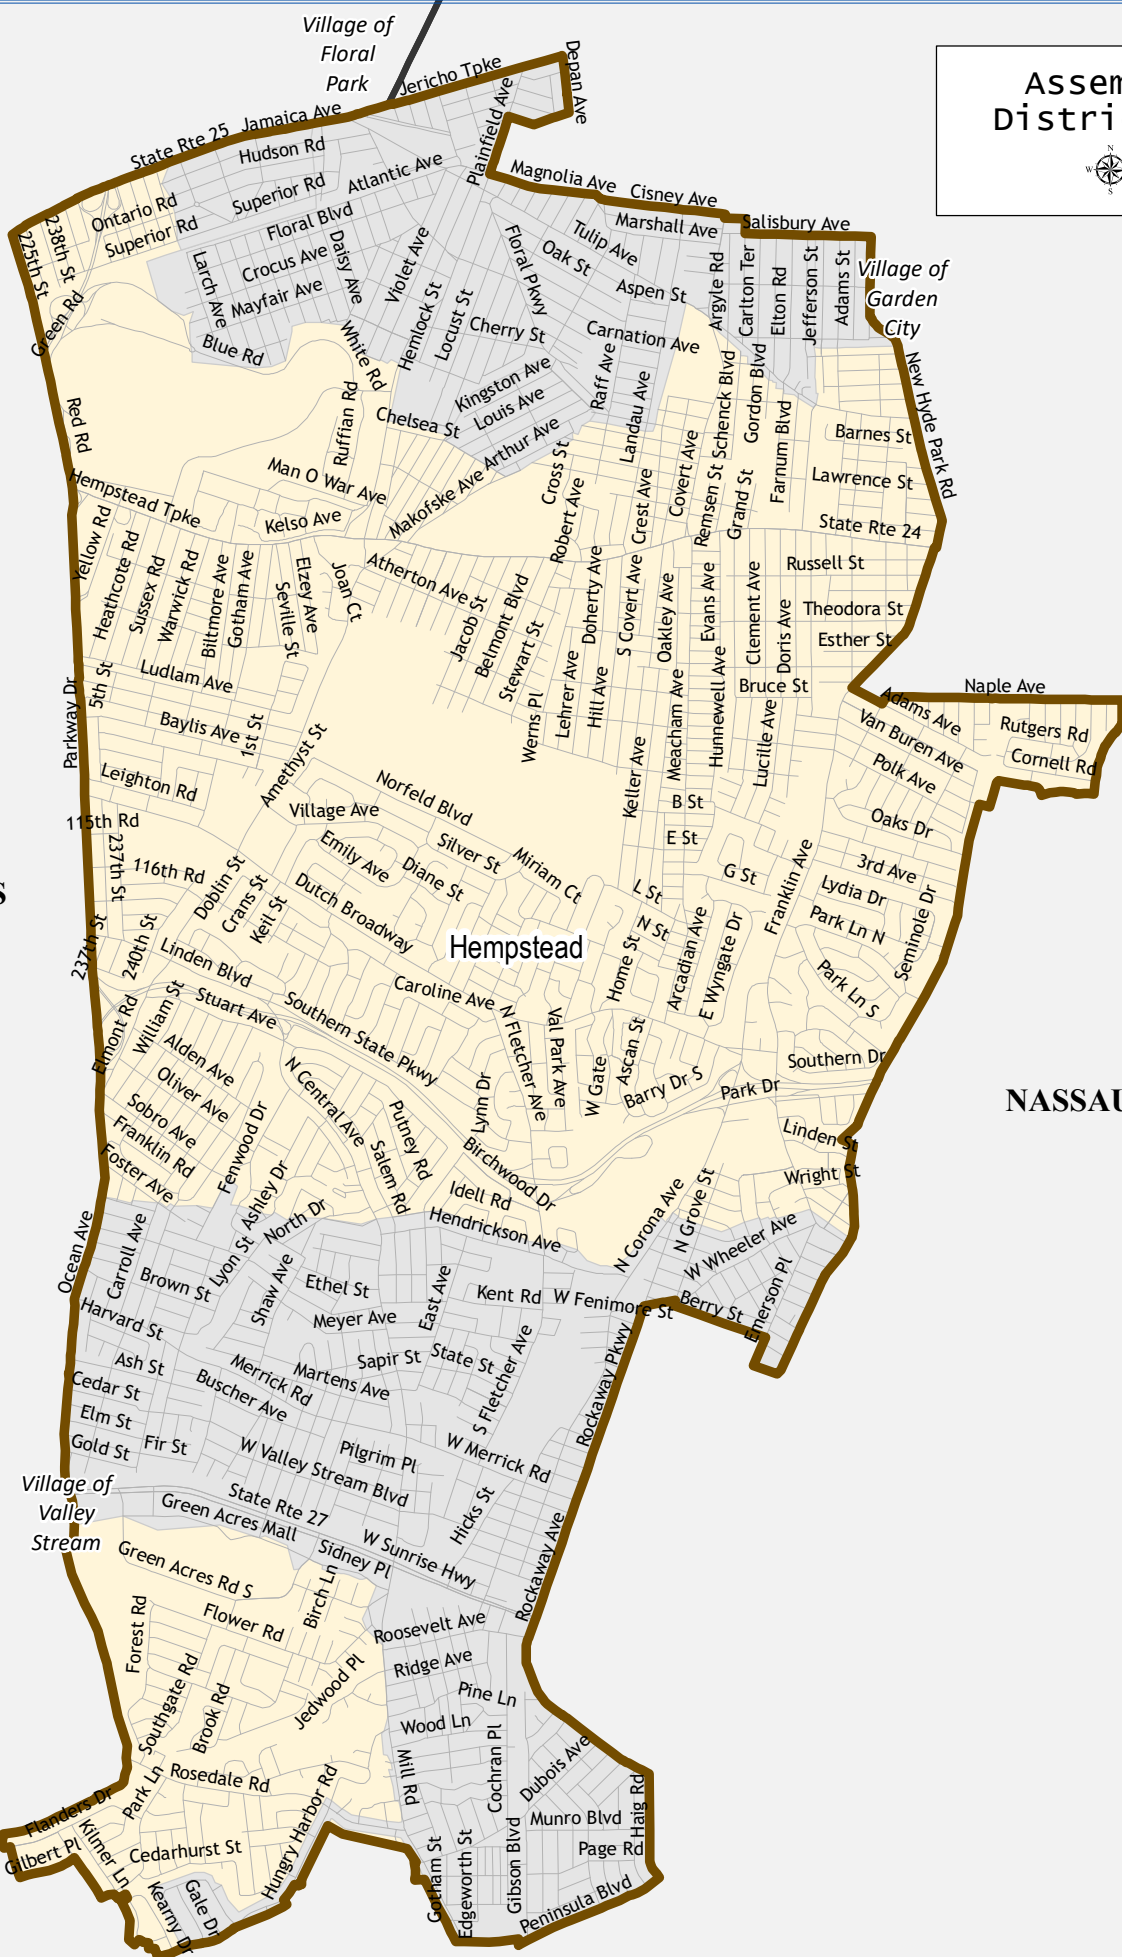 Village of
Floral
Park
Jericho Tpke
Depan Ave
Assem
Distri
N
W
S
State Rte 25
Jamaica Ave
Hudson Rd
Plainfield Ave
Atlantic Ave
Magnolia Ave
Cisney Ave
Salisbury Ave
Marshall Ave
Superior Rd
Ontario Rd
Superior Rd
238th St
225th St
Green Rd
Floral Blvd
Crocus Ave
Mayfair Ave
Larch Ave
Daisy Ave
Blue Rd
White Rd
Violet Ave
Hemlock St
Locust St
Floral Pkwy
Tulip Ave
Oak St
Aspen St
Cherry St
Carnation Ave
Argyle Rd
Carlton Ter
Elton Rd
Jefferson St
Adams St
Village of
Garden
City
New Hyde Park Rd
Kingston Ave
Louis Ave
Arthur Ave
Raff Ave
Landau Ave
Schenck Blvd
Gordon Blvd
Farnum Blvd
Barnes St
Lawrence St
State Rte 24
Red Rd
Ruffian Rd
Chelsea St
Man O War Ave
Makofske Ave
Cross St
Robert Ave
Crest Ave
Covert Ave
Remsen St
Grand St
Hempstead Tpke
Kelso Ave
Yellow Rd
Heathcote Rd
Sussex Rd
Warwick Rd
Biltmore Ave
Gotham Ave
Seville St
Elzey Ave
Joan Ct
Atherton Ave
Jacob St
Belmont Blvd
Stewart St
Werns Pl
Lehrer Ave
Hill Ave
Doherty Ave
S Covert Ave
Oakley Ave
Evans Ave
Clement Ave
Doris Ave
Russell St
Theodora St
Esther St
Bruce St
Meacham Ave
Hunnewell Ave
Lucille Ave
Keller Ave
5th St
Ludlam Ave
Baylis Ave
1st St
Parkway Dr
Amethyst St
Leighton Rd
Naple Ave
Adams Ave
Van Buren Ave
Rutgers Rd
Cornell Rd
Polk Ave
Oaks Dr
3rd Ave
Lydia Dr
Park Ln N
Park Ln S
Seminole Dr
Franklin Ave
Norfeld Blvd
Village Ave
B St
E St
G St
L St
N St
115th Rd
237th St
116th Rd
Emily Ave
Silver St
Diane St
Miriam Ct
Dutch Broadway
Doblin St
Crans St
Keil St
S
237th St
240th St
Linden Blvd
Hempstead
Home St
Arcadian Ave
E Wyngate Dr
Caroline Ave
Stuart Ave
Southern State Pkwy
Elmont Rd
William St
Alden Ave
Oliver Ave
Sobro Ave
Franklin Rd
Foster Ave
N Central Ave
Putney Rd
Salem Rd
Lynn Dr
N Fletcher Ave
Val Park Ave
W Gate
Ascan St
Barry Dr S
Park Dr
Southern Dr
NASSAU
Linden St
Wright St
Birchwood Dr
Idell Rd
Hendrickson Ave
Fenwood Dr
Ashley Dr
North Dr
N Corona Ave
N Grove St
W Wheeler Ave
Emerson Pl
Berry St
Ocean Ave
Carroll Ave
Brown St
Lyon St
Shaw Ave
Ethel St
Meyer Ave
East Ave
Kent Rd
W Fenimore St
Harvard St
Ash St
Cedar St
Elm St
Gold St
Fir St
Merrick Rd
Buscher Ave
Martens Ave
Sapir St
State St
S Fletcher Ave
Rockaway Pkwy
W Merrick Rd
Pilgrim Pl
W Valley Stream Blvd
Village of
Valley
Stream
State Rte 27
Green Acres Mall
Hicks St
Sidney Pl
W Sunrise Hwy
Rockaway Ave
Green Acres Rd S
Birch Ln
Flower Rd
Forest Rd
Roosevelt Ave
Ridge Ave
Pine Ln
Wood Ln
Southgate Rd
Brook Rd
Jedwood Pl
Mill Rd
Cochran Pl
Dubois Ave
Rosedale Rd
Park Ln
Hungry Harbor Rd
Munro Blvd
Haig Rd
Page Rd
Flanders Dr
Gilbert Pl
Kilmer Ln
Cedarhurst St
Kearny Dr
Gale Dr
Gotham St
Edgeworth St
Gibson Blvd
Peninsula Blvd